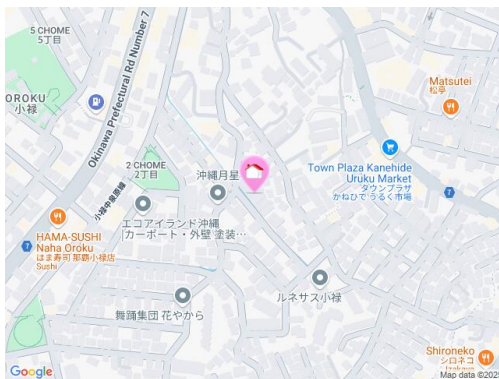 5 CHOME
5丁目
OROKU
小禄
Okinawa Prefectural Rd Number 7
Matsutei
松亭
2 CHOME
2丁目
沖縄月星
Town Plaza Kanehide
Uruku Market
タウンプラザ
かねひで うるく市場
小禄中泉原線
7
エコアイランド沖縄
カーポート・外壁 塗装…
HAMA-SUSHI
Naha Oroku
はま寿司 那覇小禄店
Sushi
7
ルネサス小禄
舞踊集団 花やから
Shironeko
シロネコ
Izakaya
Google
Map data ©2025